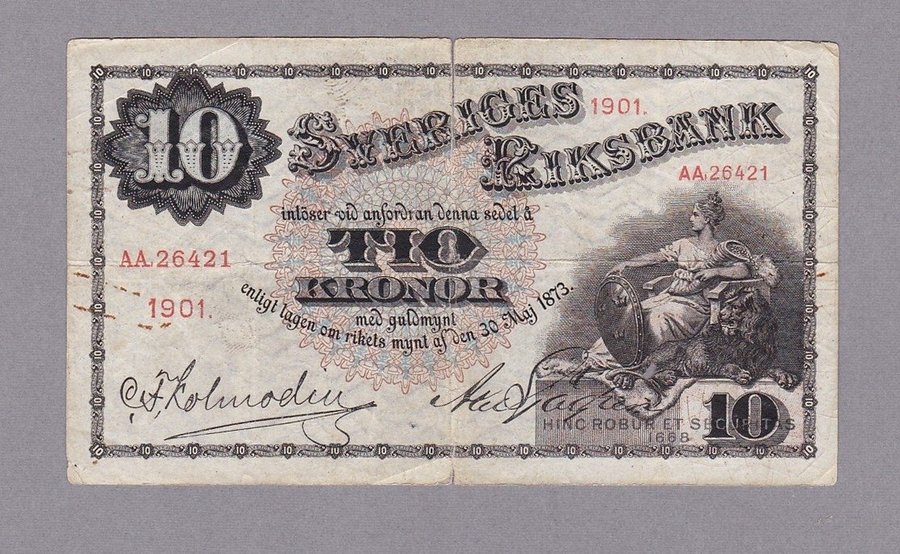 10
SVERIGES
1901.
RIKSBANK
AA.26421
inlöser vid anfordran denna sedel å
TIO
KRONOR
AA.26421
1901.
med guldmynt
enligt lagen om rikets mynt af den 30 Maj 1873.
C F Kolmoden
10
HINC ROBUR ET SECURITAS
1668